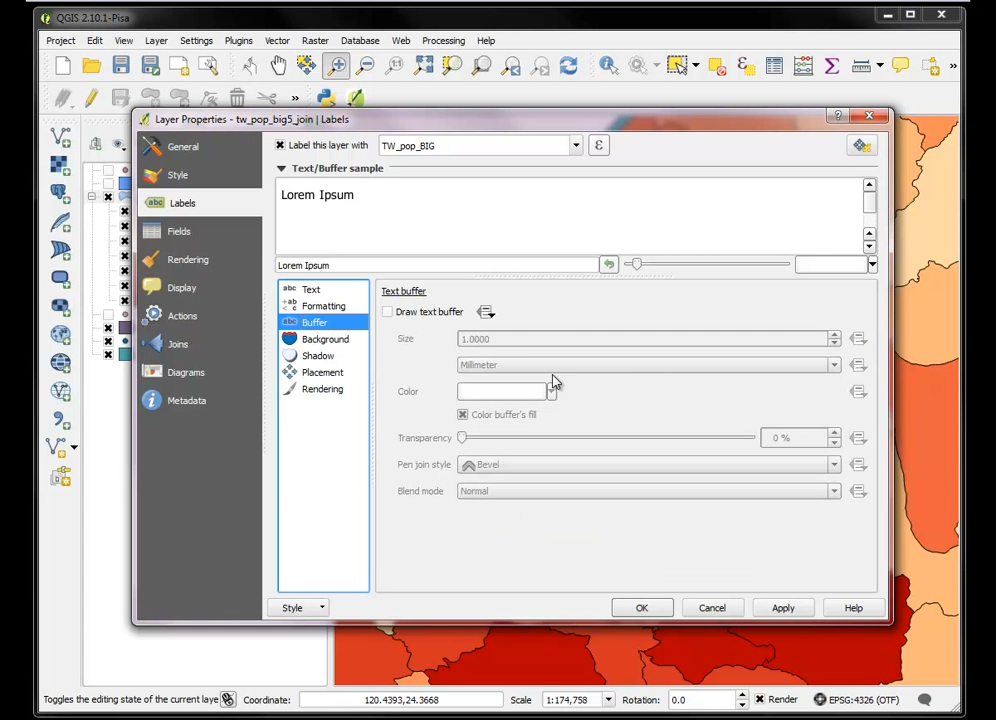 QGIS 2.10.1-Pisa
Project Edit View Layer Settings Plugins Vector Raster Database Web Processing Help
Layer Properties - tw_pop_big5_join | Labels
General
Style
Labels
Fields
Rendering
Display
Actions
Joins
Diagrams
Metadata
Label this layer with TW_pop_BIG ε
Text/Buffer sample
Lorem Ipsum
Lorem Ipsum
Text
Formatting
Buffer
Background
Shadow
Placement
Rendering
Text buffer
Draw text buffer
Size 1.0000
Millimeter
Color
Color buffer's fill
Transparency 0 %
Pen join style Bevel
Blend mode Normal
Style OK Cancel Apply Help
Toggles the editing state of the current laye Coordinate: 120.4393,24.3668 Scale 1:174,758 Rotation: 0.0 Render EPSG:4326 (OTF)